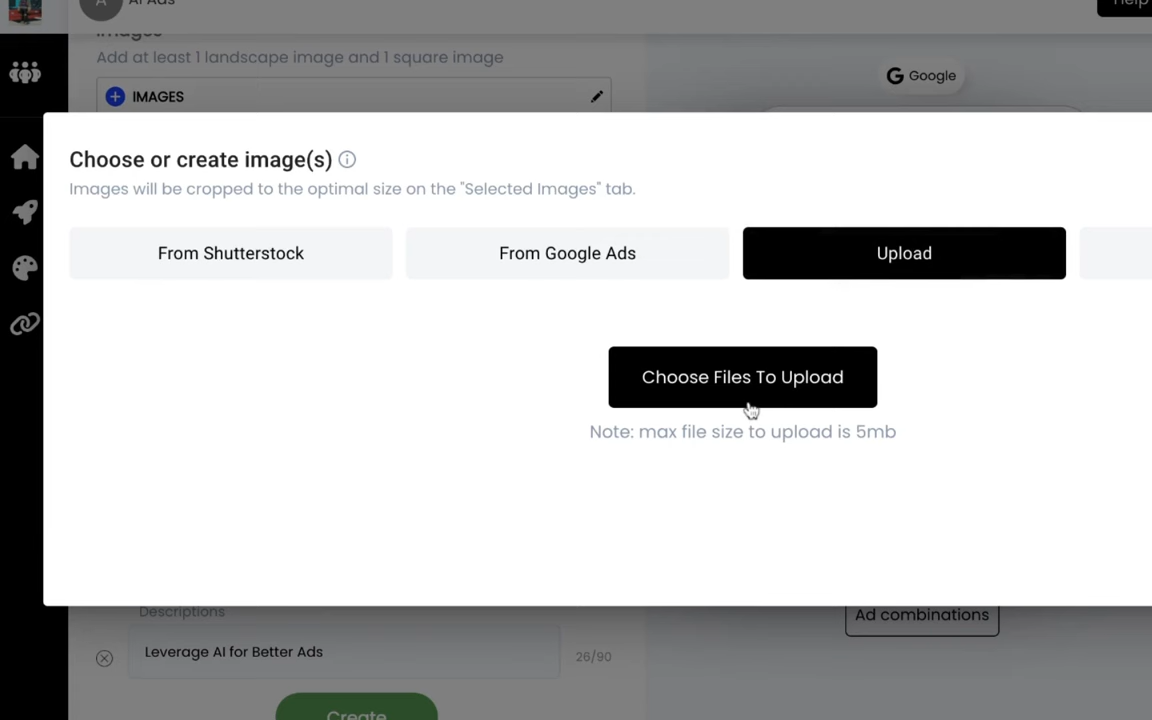 A
AI Ads
Help
Images
Add at least 1 landscape image and 1 square image
IMAGES
Google
Choose or create image(s)
Images will be cropped to the optimal size on the "Selected Images" tab.
From Shutterstock
From Google Ads
Upload
Choose Files To Upload
Note: max file size to upload is 5mb
Descriptions
Ad combinations
Leverage AI for Better Ads
26/90
Create